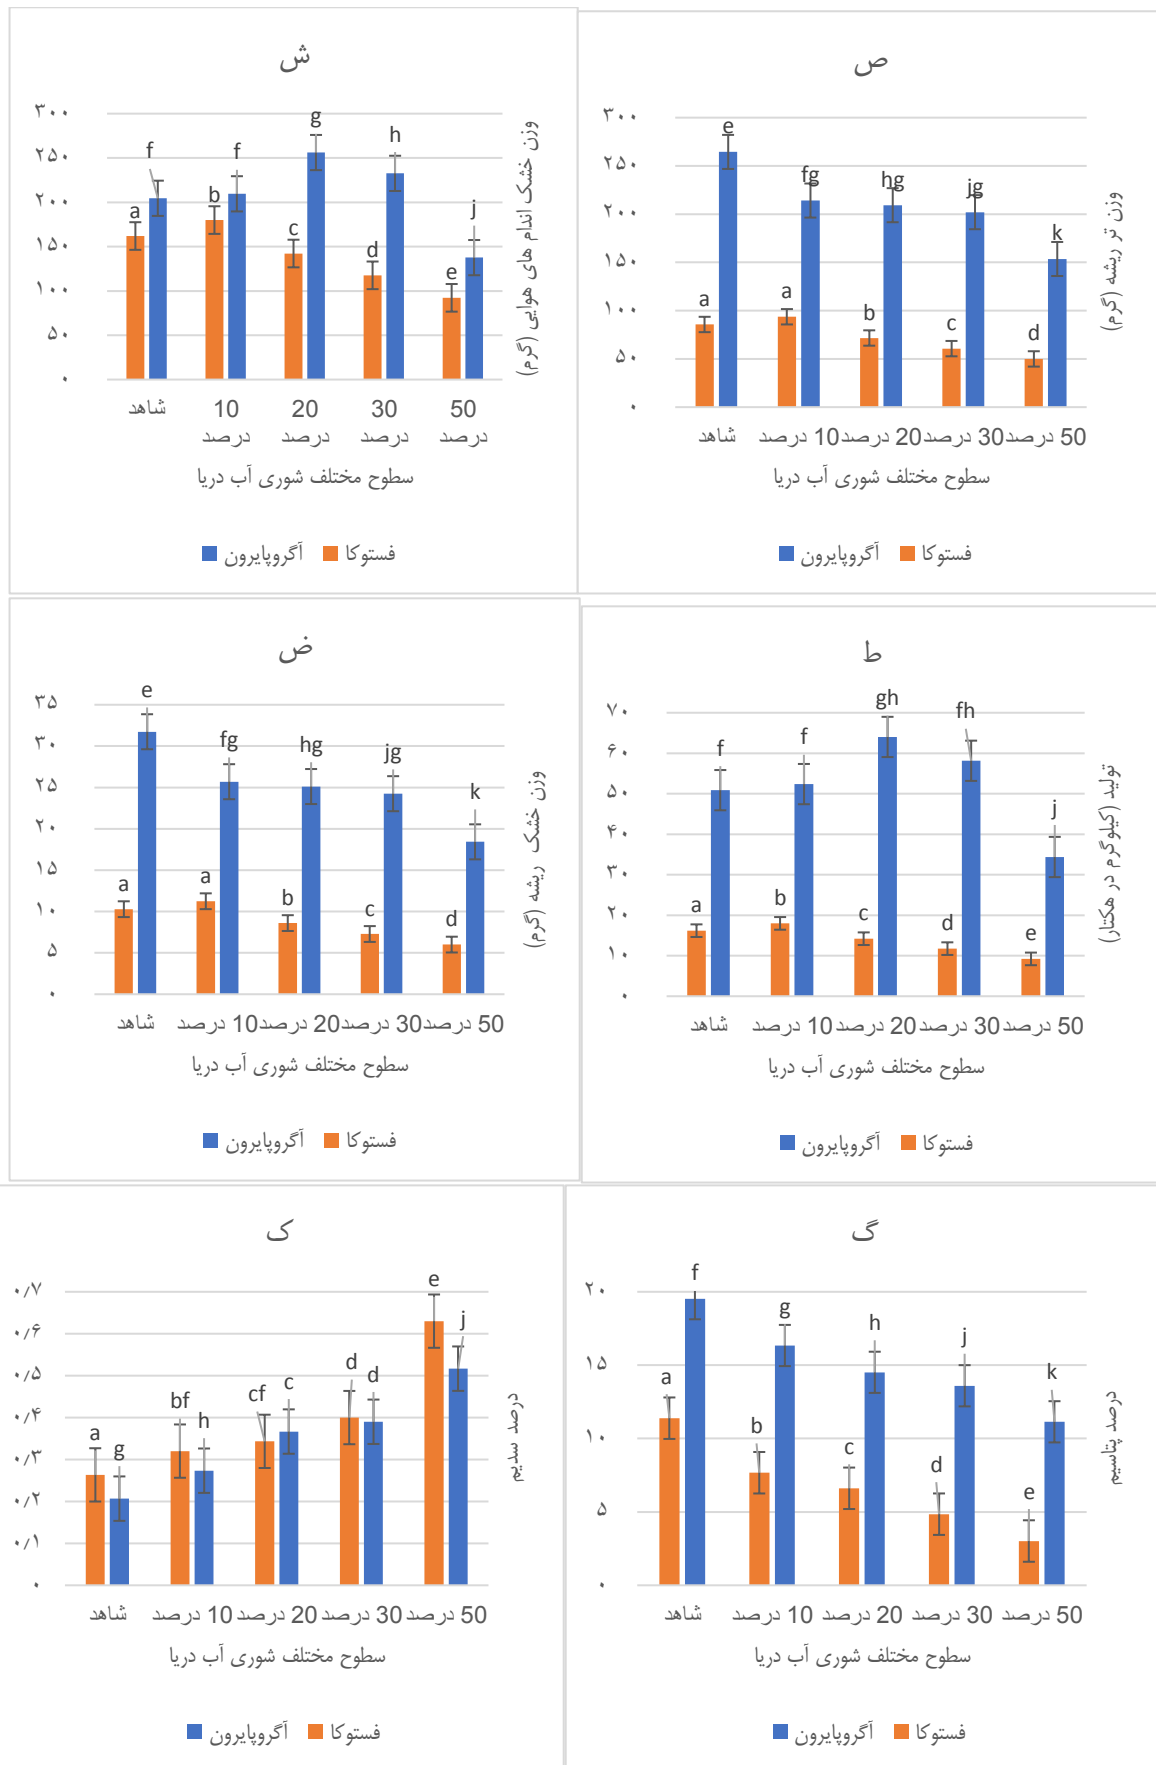 ش
۳۰۰
۲۵۰
۲۰۰
۱۵۰
۱۰۰
۵۰
۰
f f g h j
a b c d e
شاهد 10 درصد 20 درصد 30 درصد 50 درصد
سطوح مختلف شوری آب دریا
وزن خشک اندام های هوایی (گرم)
آگروپایرون فستوکا
ص
۳۰۰
۲۵۰
۲۰۰
۱۵۰
۱۰۰
۵۰
۰
e fg hg jg k
a a b c d
شاهد 10 درصد 20 درصد 30 درصد 50 درصد
سطوح مختلف شوری آب دریا
وزن تر ریشه (گرم)
آگروپایرون فستوکا
ض
۳۵
۳۰
۲۵
۲۰
۱۵
۱۰
۵
۰
e fg hg jg k
a a b c d
شاهد 10 درصد 20 درصد 30 درصد 50 درصد
سطوح مختلف شوری آب دریا
وزن خشک ریشه (گرم)
آگروپایرون فستوکا
ط
۷۰
۶۰
۵۰
۴۰
۳۰
۲۰
۱۰
۰
f f gh fh j
a b c d e
شاهد 10 درصد 20 درصد 30 درصد 50 درصد
سطوح مختلف شوری آب دریا
تولید (کیلوگرم در هکتار)
آگروپایرون فستوکا
ک
۰/۷
۰/۶
۰/۵
۰/۴
۰/۳
۰/۲
۰/۱
۰
a bf cf d e
g h c d j
شاهد 10 درصد 20 درصد 30 درصد 50 درصد
سطوح مختلف شوری آب دریا
درصد سدیم
آگروپایرون فستوکا
گ
۲۰
۱۵
۱۰
۵
۰
f g h j k
a b c d e
شاهد 10 درصد 20 درصد 30 درصد 50 درصد
سطوح مختلف شوری آب دریا
درصد پتاسیم
آگروپایرون فستوکا